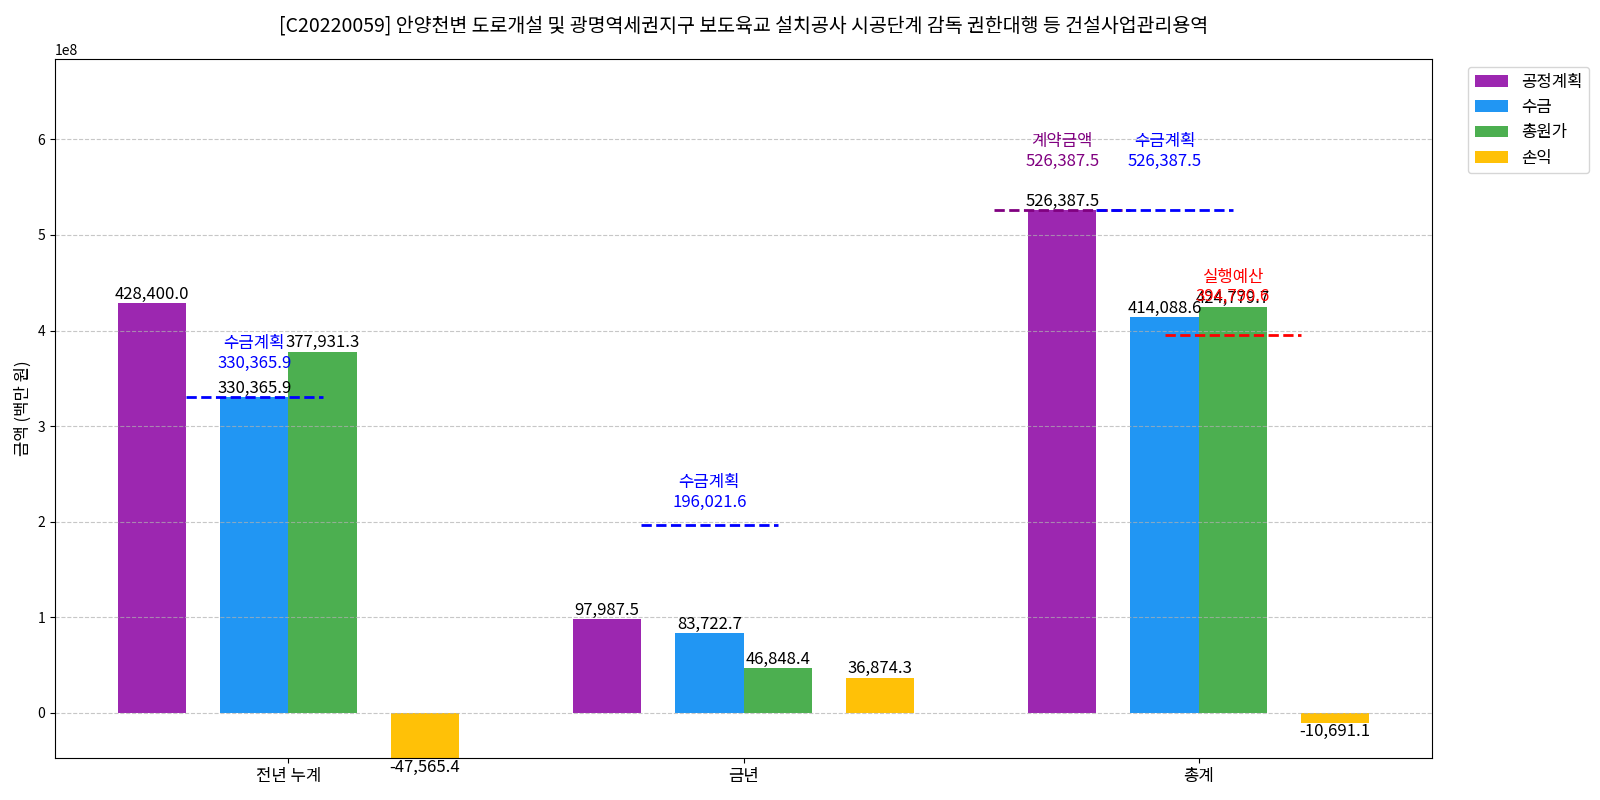 [C20220059] 안양천변 도로개설 및 광명역세권지구 보도육교 설치공사 시공단계 감독 권한대행 등 건설사업관리용역
1e8
공정계획
수금
총원가
손익
금액 (백만 원)
6
5
4
3
2
1
0
428,400.0
수금계획
330,365.9
330,365.9
377,931.3
-47,565.4
수금계획
196,021.6
97,987.5
83,722.7
46,848.4
36,874.3
계약금액
526,387.5
수금계획
526,387.5
526,387.5
실행예산
424,779.7
414,088.6
-10,691.1
전년 누계
금년
총계